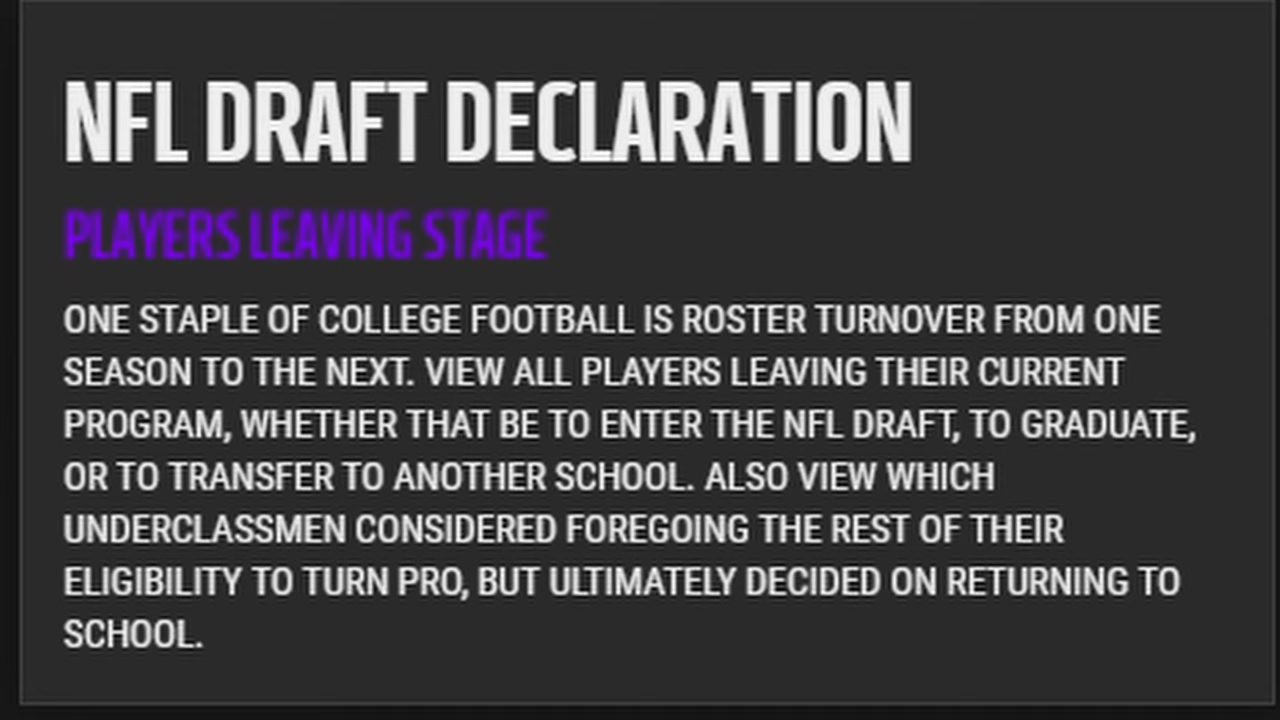 NFL DRAFT DECLARATION
PLAYERS LEAVING STAGE
ONE STAPLE OF COLLEGE FOOTBALL IS ROSTER TURNOVER FROM ONE
SEASON TO THE NEXT. VIEW ALL PLAYERS LEAVING THEIR CURRENT
PROGRAM, WHETHER THAT BE TO ENTER THE NFL DRAFT, TO GRADUATE,
OR TO TRANSFER TO ANOTHER SCHOOL. ALSO VIEW WHICH
UNDERCLASSMEN CONSIDERED FOREGOING THE REST OF THEIR
ELIGIBILITY TO TURN PRO, BUT ULTIMATELY DECIDED ON RETURNING TO
SCHOOL.